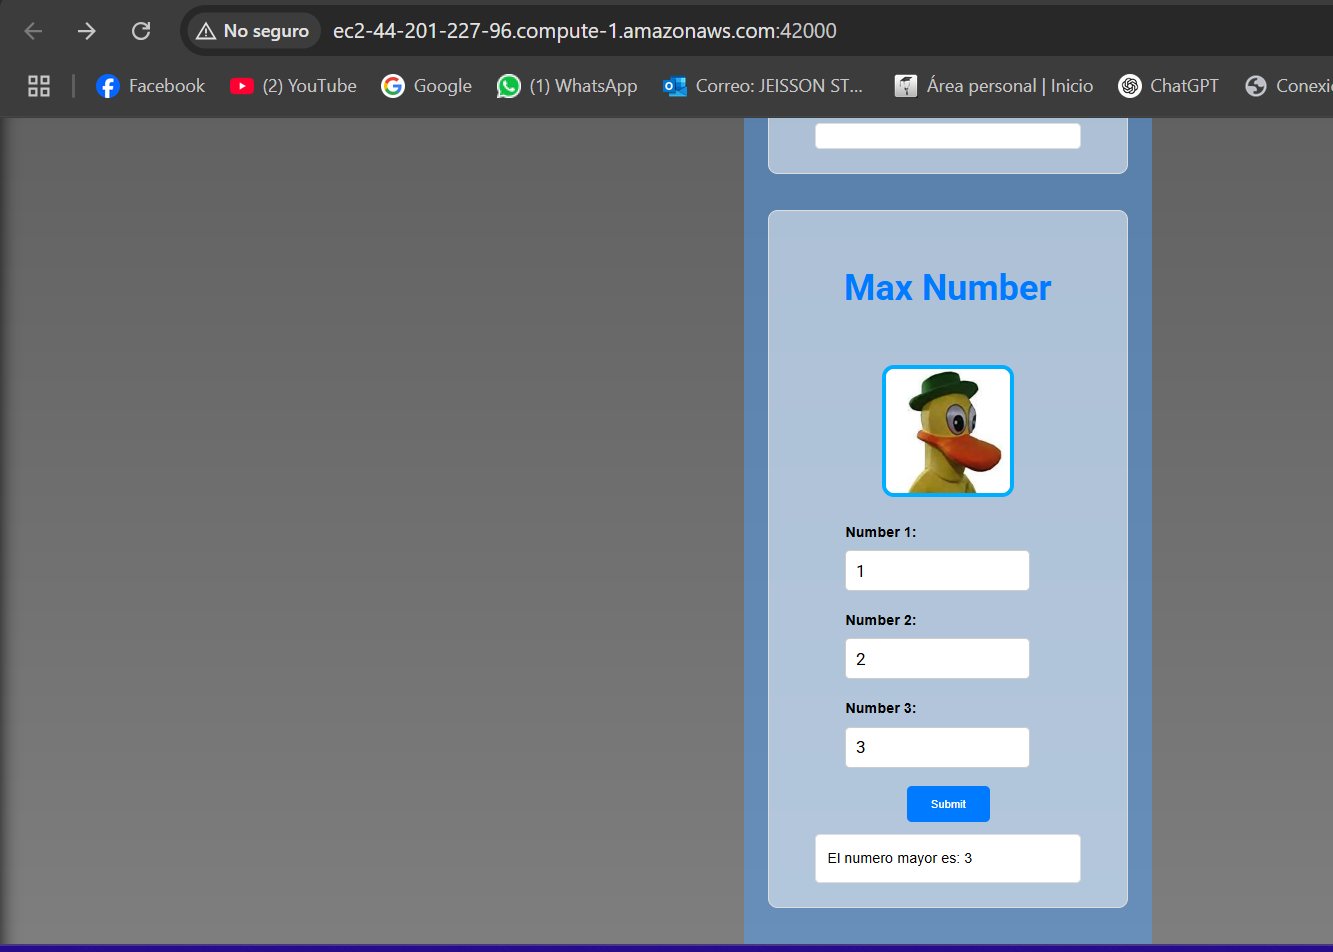 No seguro
ec2-44-201-227-96.compute-1.amazonaws.com:42000
Facebook
(2) YouTube
Google
(1) WhatsApp
Correo: JEISSON ST...
Área personal | Inicio
ChatGPT
Max Number
Number 1:
1
Number 2:
2
Number 3:
3
Submit
El numero mayor es: 3